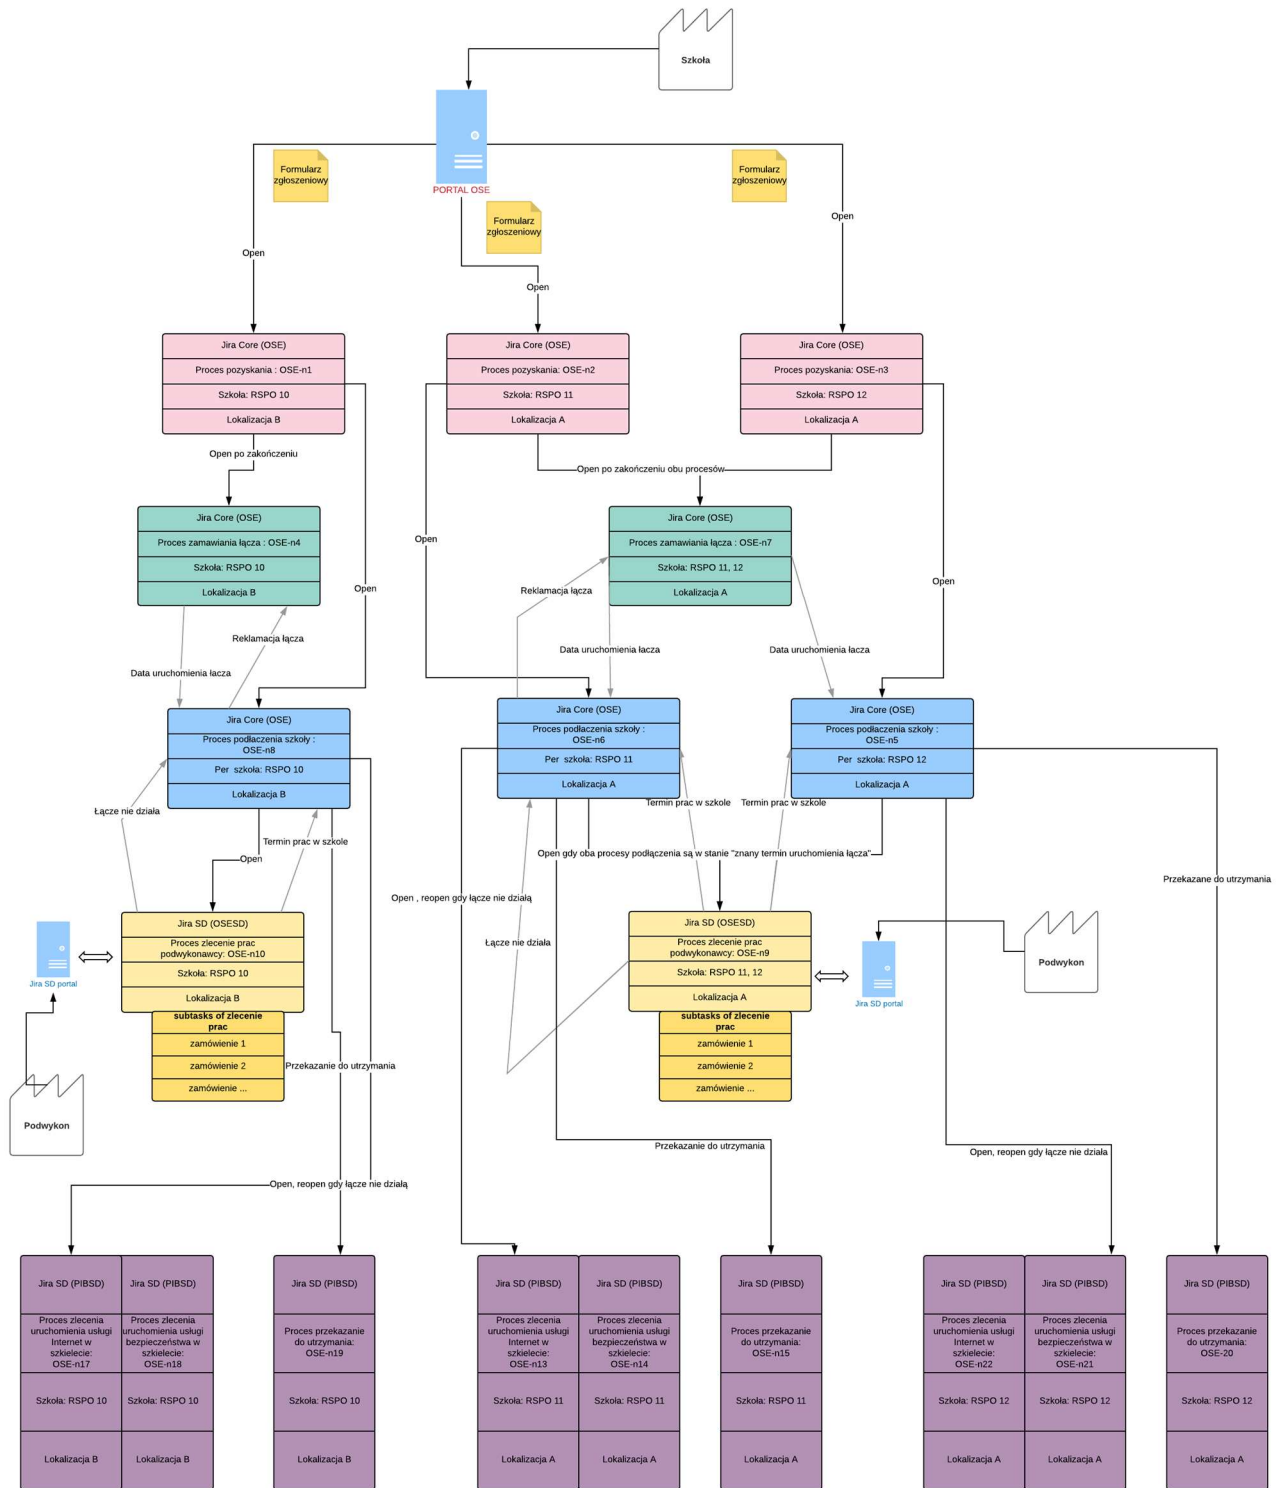 Szkoła
PORTAL OSE
Formularz
zgłoszeniowy
Formularz
zgłoszeniowy
Formularz
zgłoszeniowy
Open
Open
Open
Jira Core (OSE)
Proces pozyskania : OSE-n1
Szkoła: RSPO 10
Lokalizacja B
Jira Core (OSE)
Proces pozyskania: OSE-n2
Szkoła: RSPO 11
Lokalizacja A
Jira Core (OSE)
Proces pozyskania: OSE-n3
Szkoła: RSPO 12
Lokalizacja A
Open po zakończeniu
Open po zakończeniu obu procesów
Jira Core (OSE)
Proces zamawiania łącza : OSE-n4
Szkoła: RSPO 10
Lokalizacja B
Jira Core (OSE)
Proces zamawiania łącza : OSE-n7
Szkoła: RSPO 11, 12
Lokalizacja A
Open
Open
Open
Reklamacja łącza
Data uruchomienia łacza
Reklamacja łącza
Data uruchomienia łacza
Data uruchomienia łacza
Jira Core (OSE)
Proces podłaczenia szkoły :
OSE-n8
Per szkoła: RSPO 10
Lokalizacja B
Jira Core (OSE)
Proces podłaczenia szkoły :
OSE-n6
Per szkoła: RSPO 11
Lokalizacja A
Jira Core (OSE)
Proces podłaczenia szkoły :
OSE-n5
Per szkoła: RSPO 12
Lokalizacja A
Łącze nie działa
Termin prac w szkole
Open
Termin prac w szkole
Termin prac w szkole
Open gdy oba procesy podłączenia są w stanie "znany termin uruchomienia łącza"
Open , reopen gdy łącze nie działą
Łącze nie działa
Przekazane do utrzymania
Jira SD (OSESD)
Proces zlecenie prac
podwykonawcy: OSE-n10
Szkoła: RSPO 10
Lokalizacja B
subtasks of zlecenie
prac
zamówienie 1
zamówienie 2
zamówienie ...
Jira SD portal
Podwykon
Jira SD (OSESD)
Proces zlecenie prac
podwykonawcy: OSE-n9
Szkoła: RSPO 11, 12
Lokalizacja A
subtasks of zlecenie
prac
zamówienie 1
zamówienie 2
zamówienie ...
Jira SD portal
Podwykon
Przekazanie do utrzymania
Przekazanie do utrzymania
Open, reopen gdy łącze nie działa
Open, reopen gdy łącze nie działą
Jira SD (PIBSD)
Proces zlecenia
uruchomienia usługi
Internet w
szkielecie:
OSE-n17
Szkoła: RSPO 10
Lokalizacja B
Jira SD (PIBSD)
Proces zlecenia
uruchomienia usługi
bezpieczeństwa w
szkielecie:
OSE-n18
Szkoła: RSPO 10
Lokalizacja B
Jira SD (PIBSD)
Proces przekazanie
do utrzymania:
OSE-n19
Szkoła: RSPO 10
Lokalizacja B
Jira SD (PIBSD)
Proces zlecenia
uruchomienia usługi
Internet w
szkielecie:
OSE-n13
Szkoła: RSPO 11
Lokalizacja A
Jira SD (PIBSD)
Proces zlecenia
uruchomienia usługi
bezpieczeństwa w
szkielecie:
OSE-n14
Szkoła: RSPO 11
Lokalizacja A
Jira SD (PIBSD)
Proces przekazanie
do utrzymania:
OSE-n15
Szkoła: RSPO 11
Lokalizacja A
Jira SD (PIBSD)
Proces zlecenia
uruchomienia usługi
Internet w
szkielecie:
OSE-n22
Szkoła: RSPO 12
Lokalizacja A
Jira SD (PIBSD)
Proces zlecenia
uruchomienia usługi
bezpieczeństwa w
szkielecie:
OSE-n21
Szkoła: RSPO 12
Lokalizacja A
Jira SD (PIBSD)
Proces przekazanie
do utrzymania:
OSE-20
Szkoła: RSPO 12
Lokalizacja A